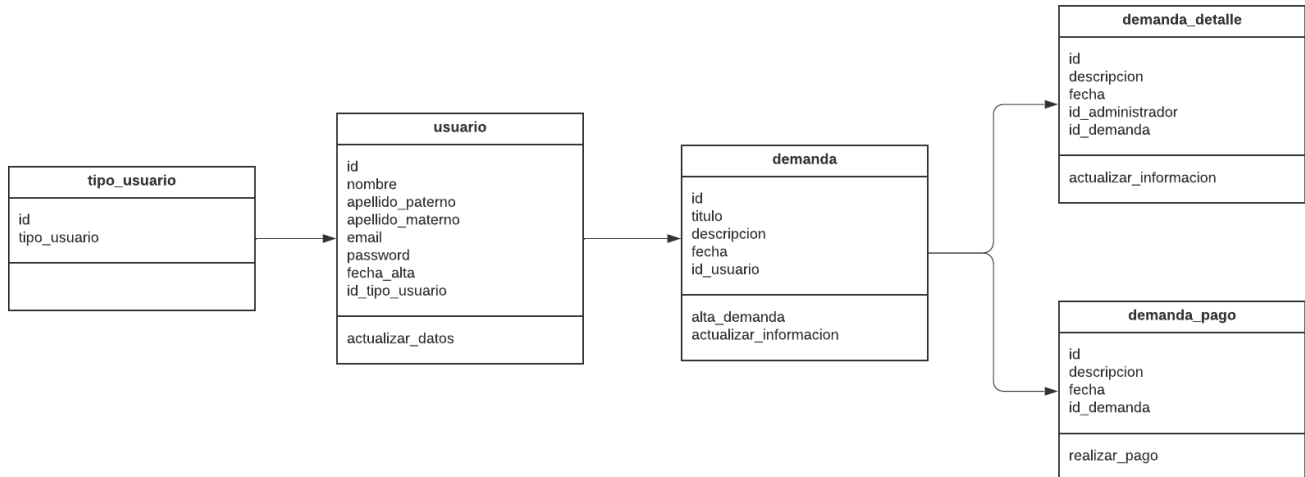 tipo_usuario
id
tipo_usuario
usuario
id
nombre
apellido_paterno
apellido_materno
email
password
fecha_alta
id_tipo_usuario
actualizar_datos
demanda
id
titulo
descripcion
fecha
id_usuario
alta_demanda
actualizar_informacion
demanda_detalle
id
descripcion
fecha
id_administrador
id_demanda
actualizar_informacion
demanda_pago
id
descripcion
fecha
id_demanda
realizar_pago